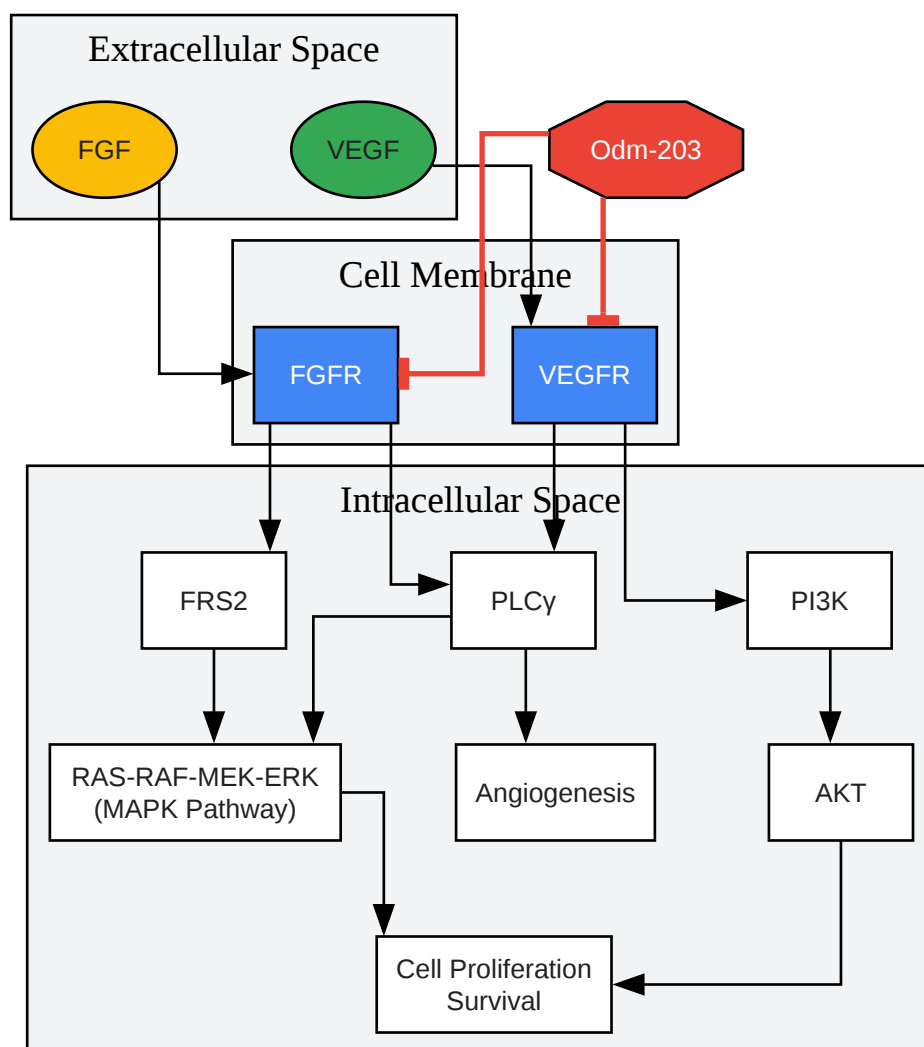 Extracellular Space
FGF
VEGF
Odm-203
Cell Membrane
FGFR
VEGFR
Intracellular Space
FRS2
PLCγ
PI3K
RAS-RAF-MEK-ERK
(MAPK Pathway)
Angiogenesis
AKT
Cell Proliferation
Survival